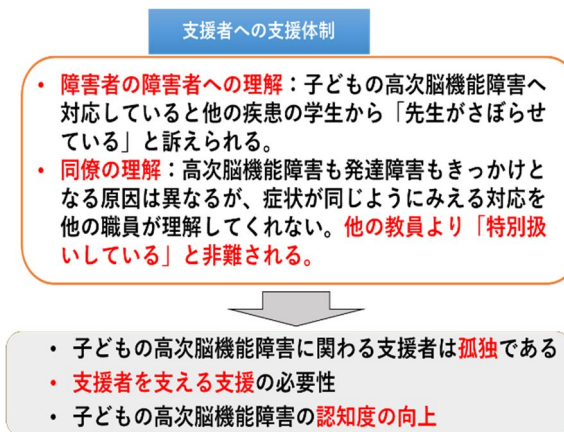 支援者への支援体制
• 障害者の障害者への理解：子どもの高次脳機能障害へ
対応していると他の疾患の学生から「先生がさぼらせ
ている」と訴えられる。
• 同僚の理解：高次脳機能障害も発達障害もきっかけと
なる原因は異なるが、症状が同じようにみえる対応を
他の職員が理解してくれない。他の教員より「特別扱
いしている」と非難される。
• 子どもの高次脳機能障害に関わる支援者は孤独である
• 支援者を支える支援の必要性
• 子どもの高次脳機能障害の認知度の向上